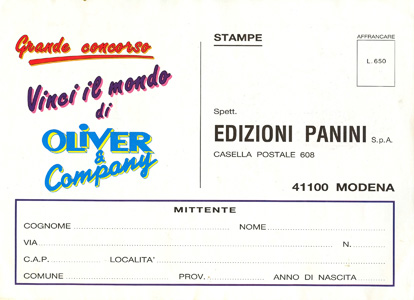 Grande concorso
Vinci il mondo
di
OLIVER
& Company
STAMPE
AFFRANCARE
L. 650
Spett.
EDIZIONI PANINI S.p.A.
CASELLA POSTALE 608
41100 MODENA
MITTENTE
COGNOME NOME
VIA N.
C.A.P. LOCALITA'
COMUNE PROV. ANNO DI NASCITA